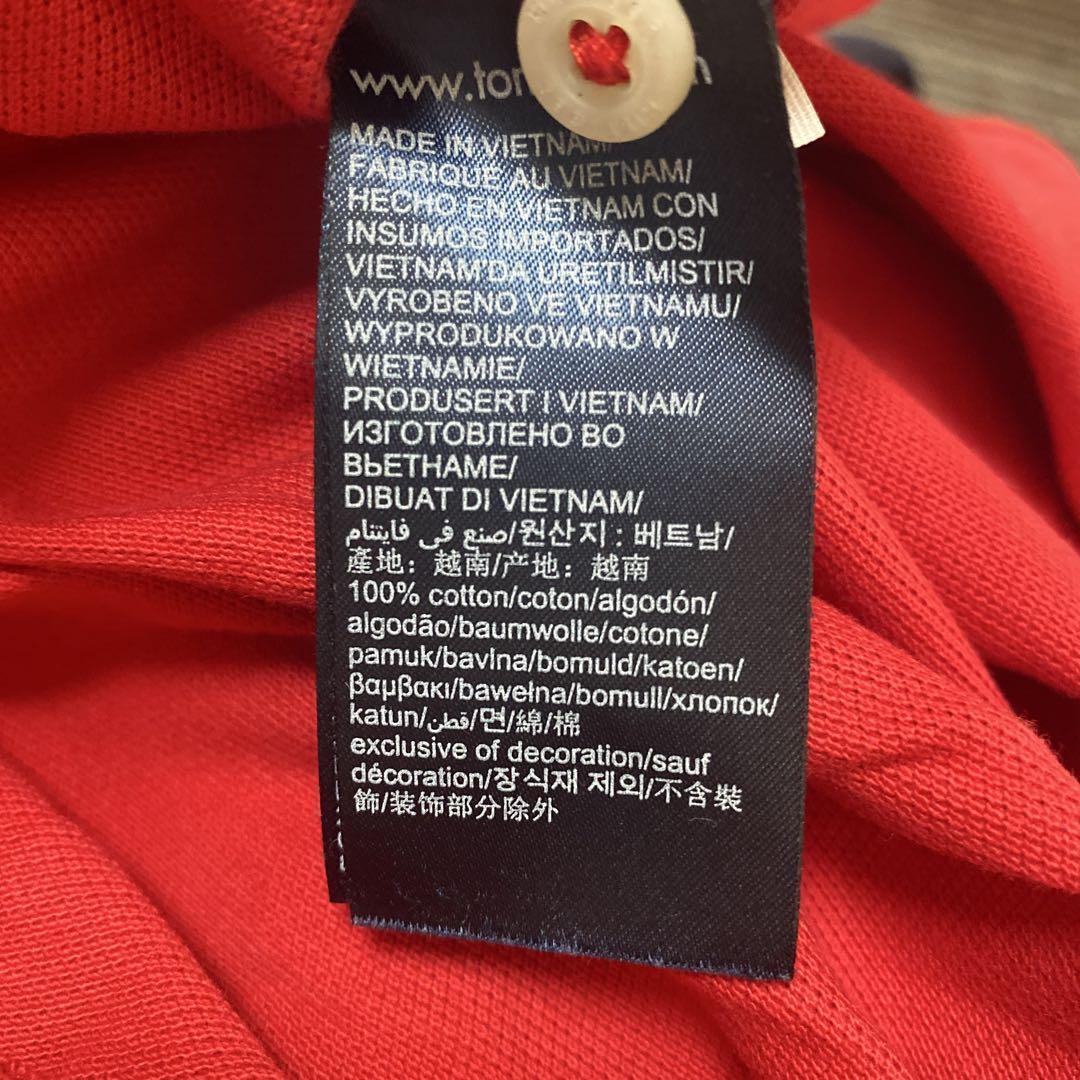 MADE IN VIETNAM/
FABRIQUE AU VIETNAM/
HECHO EN VIETNAM CON
INSUMOS IMPORTADOS/
VIETNAM'DA URETILMISTIR/
VYROBENO VE VIETNAMU/
WYPRODUKOWANO W
WIETNAMIE/
PRODUSERT I VIETNAM/
ИЗГОТОВЛЕНО ВО
ВЬЕТНАМЕ/
DIBUAT DI VIETNAM/
صنع في فايتنام/원산지 : 베트남/
產地：越南/产地：越南
100% cotton/coton/algodón/
algodão/baumwolle/cotone/
pamuk/bavlna/bomuld/katoen/
βαμβακι/bawełna/bomull/хлопок/
katun/قطن/면/綿/棉
exclusive of decoration/sauf
décoration/장식재 제외/不含裝
飾/装饰部分除外